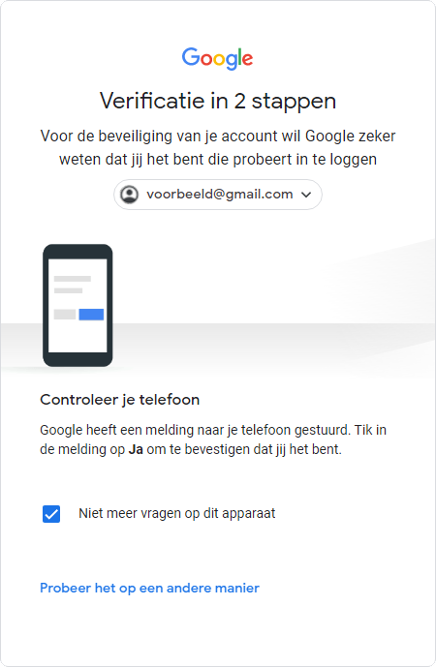 Google
Verificatie in 2 stappen
Voor de beveiliging van je account wil Google zeker
weten dat jij het bent die probeert in te loggen
voorbeeld@gmail.com
Controleer je telefoon
Google heeft een melding naar je telefoon gestuurd. Tik in
de melding op Ja om te bevestigen dat jij het bent.
Niet meer vragen op dit apparaat
Probeer het op een andere manier